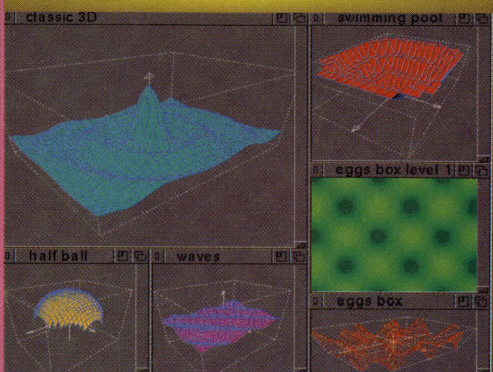 classic 3D
swimming pool
eggs box level 1
half ball
waves
eggs box